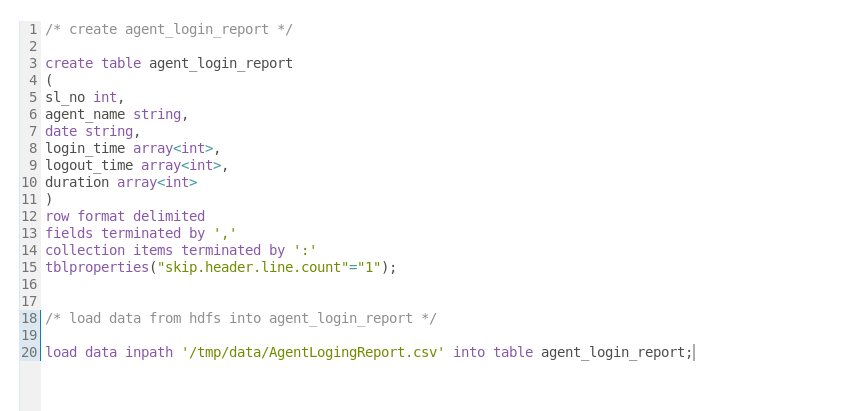 1 /* create agent_login_report */
2
3 create table agent_login_report
4 (
5 sl_no int,
6 agent_name string,
7 date string,
8 login_time array<int>,
9 logout_time array<int>,
10 duration array<int>
11 )
12 row format delimited
13 fields terminated by ','
14 collection items terminated by ':'
15 tblproperties("skip.header.line.count"="1");
16
17
18 /* load data from hdfs into agent_login_report */
19
20 load data inpath '/tmp/data/AgentLogingReport.csv' into table agent_login_report;